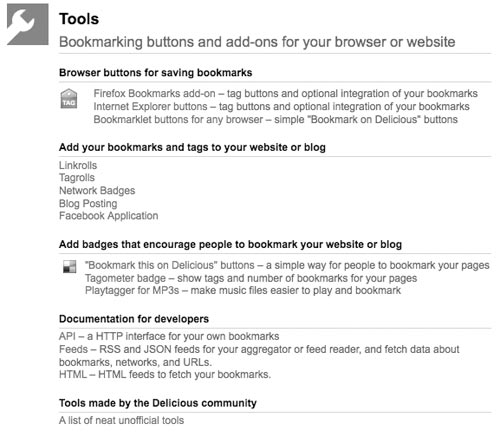 Tools
Bookmarking buttons and add-ons for your browser or website
Browser buttons for saving bookmarks
TAG
Firefox Bookmarks add-on – tag buttons and optional integration of your bookmarks
Internet Explorer buttons – tag buttons and optional integration of your bookmarks
Bookmarklet buttons for any browser – simple "Bookmark on Delicious" buttons
Add your bookmarks and tags to your website or blog
Linkrolls
Tagrolls
Network Badges
Blog Posting
Facebook Application
Add badges that encourage people to bookmark your website or blog
"Bookmark this on Delicious" buttons – a simple way for people to bookmark your pages
Tagometer badge – show tags and number of bookmarks for your pages
Playtagger for MP3s – make music files easier to play and bookmark
Documentation for developers
API – a HTTP interface for your own bookmarks
Feeds – RSS and JSON feeds for your aggregator or feed reader, and fetch data about
bookmarks, networks, and URLs.
HTML – HTML feeds to fetch your bookmarks.
Tools made by the Delicious community
A list of neat unofficial tools